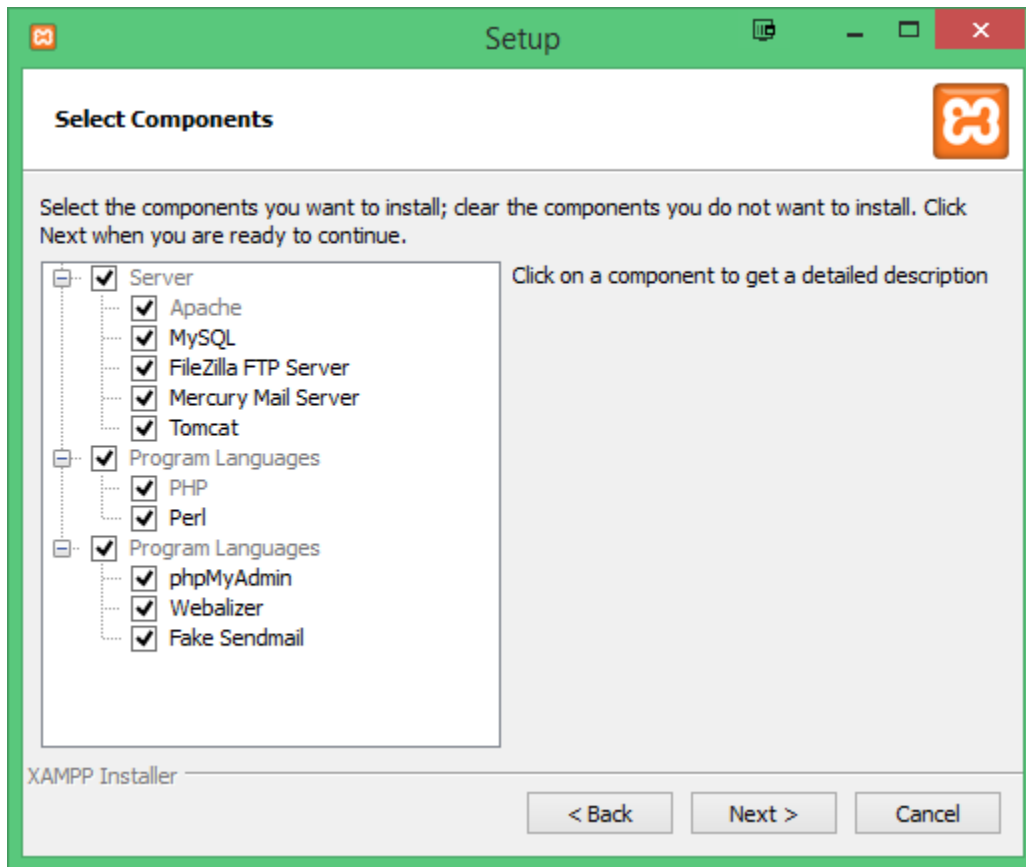 Setup
Select Components
Select the components you want to install; clear the components you do not want to install. Click
Next when you are ready to continue.
Server
Apache
MySQL
FileZilla FTP Server
Mercury Mail Server
Tomcat
Program Languages
PHP
Perl
Program Languages
phpMyAdmin
Webalizer
Fake Sendmail
Click on a component to get a detailed description
XAMPP Installer
< Back
Next >
Cancel